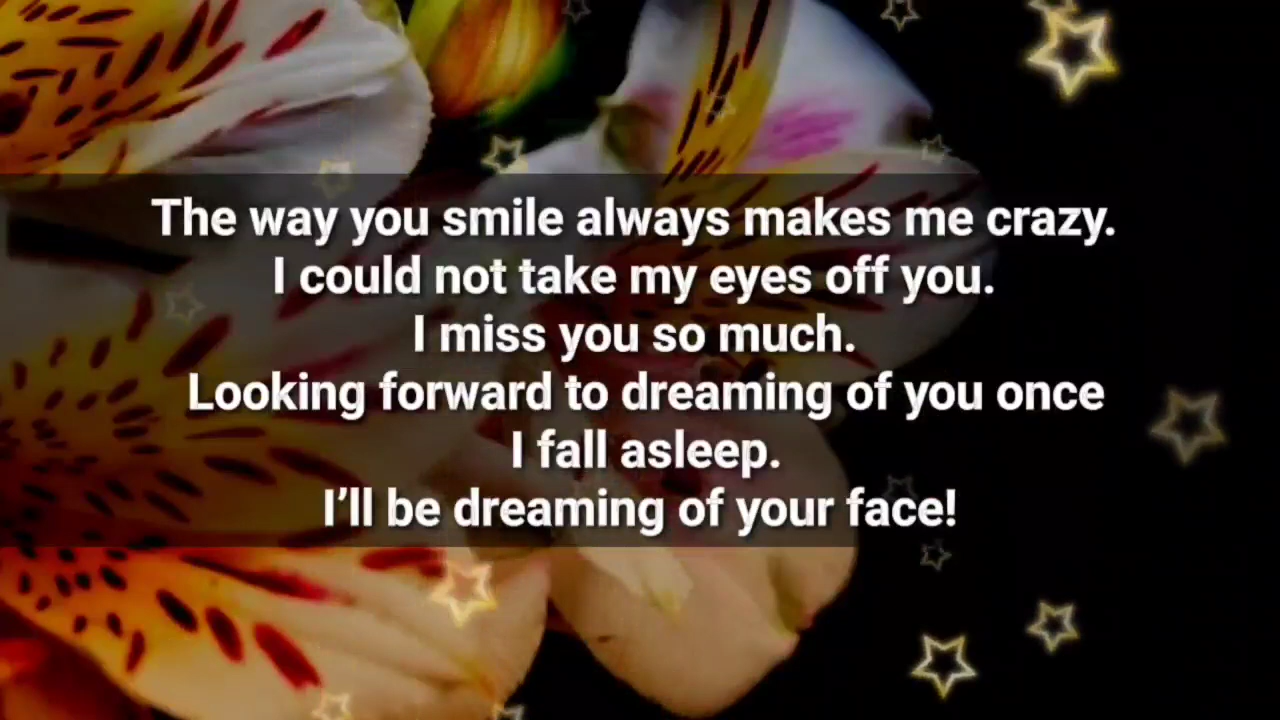 The way you smile always makes me crazy.
I could not take my eyes off you.
I miss you so much.
Looking forward to dreaming of you once
I fall asleep.
I’ll be dreaming of your face!